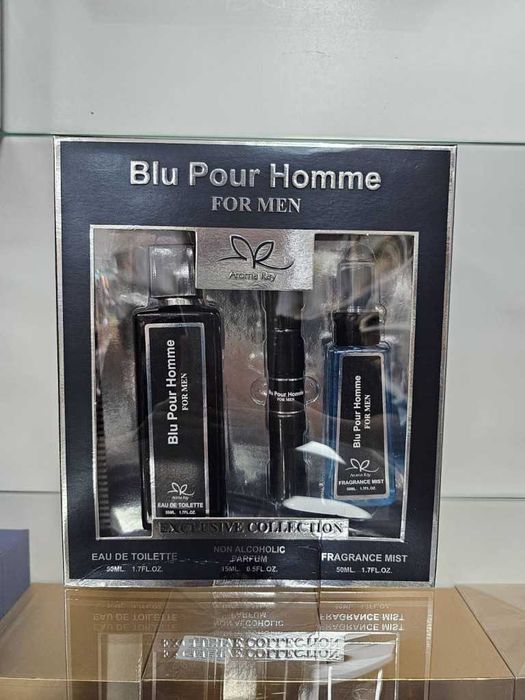 Blu Pour Homme
FOR MEN
Aroma Ray
Blu Pour Homme
FOR MEN
Aroma Ray
EAU DE TOILETTE
50ML. 1.7FL.OZ.
Blu Pour Homme
FOR MEN
Blu Pour Homme
FOR MEN
Aroma Ray
FRAGRANCE MIST
50ML. 1.7FL.OZ.
EXCLUSIVE COLLECTION
EAU DE TOILETTE
50ML. 1.7FL.OZ.
NON ALCOHOLIC
PARFUM
15ML. 0.5FL.OZ.
FRAGRANCE MIST
50ML. 1.7FL.OZ.